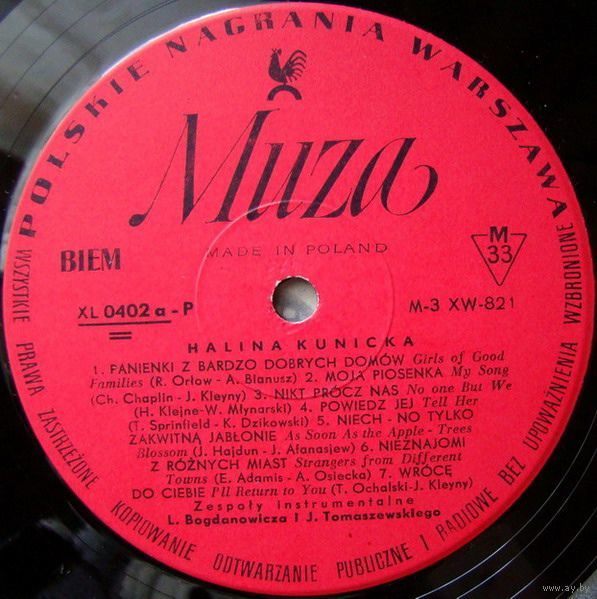 POLSKIE NAGRANIA WARSZAWA
Muza
MADE IN POLAND
BIEM
M
33
XL 0402 a - P
M-3 XW-821
HALINA KUNICKA
1. PANIENKI Z BARDZO DOBRYCH DOMÓW Girls of Good
Families (R. Orłow - A. Bianusz) 2. MOJA PIOSENKA My Song
(Ch. Chaplin - J. Kleyny) 3. NIKT PRÓCZ NAS No one But We
(H. Klejne-W. Młynarski) 4. POWIEDZ JEJ Tell Her
(T. Sprinfield - K. Dzikowski) 5. NIECH - NO TYLKO
ZAKWITNĄ JABŁONIE As Soon As the Apple - Trees
Blossom (J. Hajdun - J. Afanasjew) 6. NIEZNAJOMI
Z RÓŻNYCH MIAST Strangers from Different
Towns (E. Adamis - A. Osiecka) 7. WRÓCĘ
DO CIEBIE I'll Return to You (T. Ochalski-J. Kleyny)
Zespoły instrumentalne
L. Bogdanowicza i J. Tomaszewskiego
WSZYSTKIE PRAWA ZASTRZEŻONE KOPIOWANIE ODTWARZANIE PUBLICZNE I RADIOWE BEZ UPOWAŻNIENIA WZBRONIONE
www.ay.by